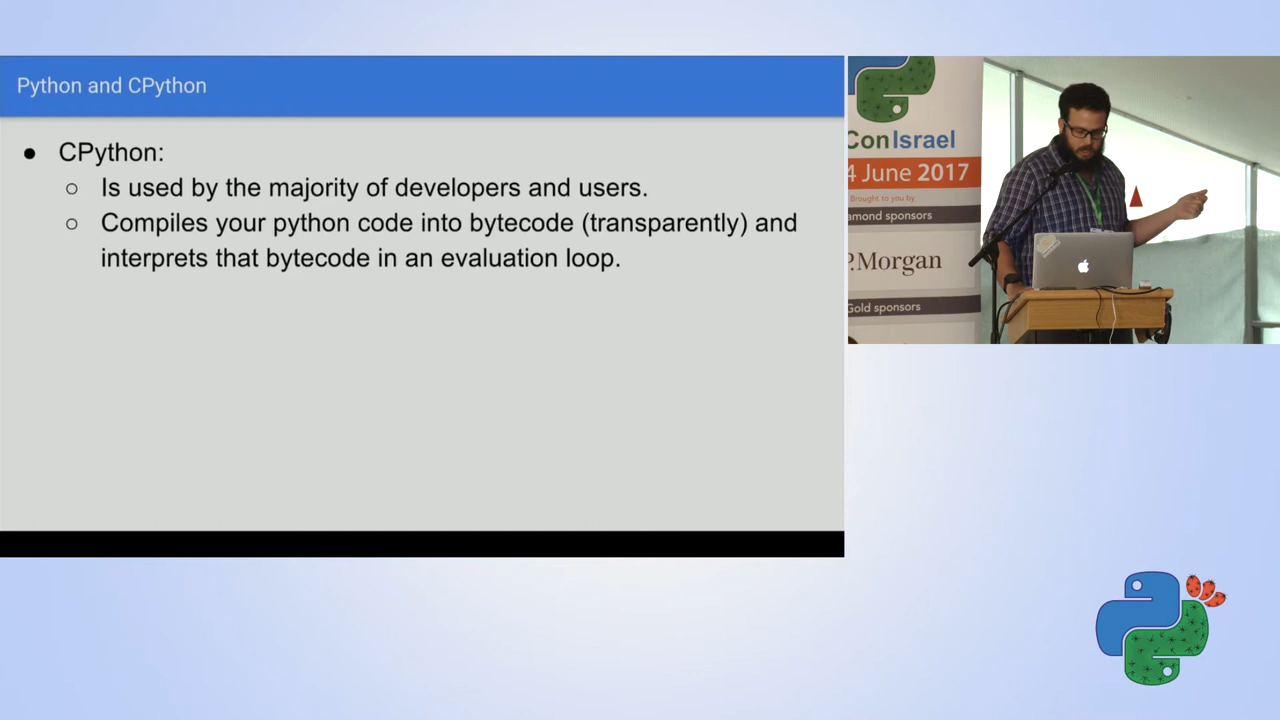 Python and CPython
● CPython:
○ Is used by the majority of developers and users.
○ Compiles your python code into bytecode (transparently) and
interprets that bytecode in an evaluation loop.
Con Israel
4 June 2017
Brought to you by
amond sponsors
P.Morgan
Gold sponsors